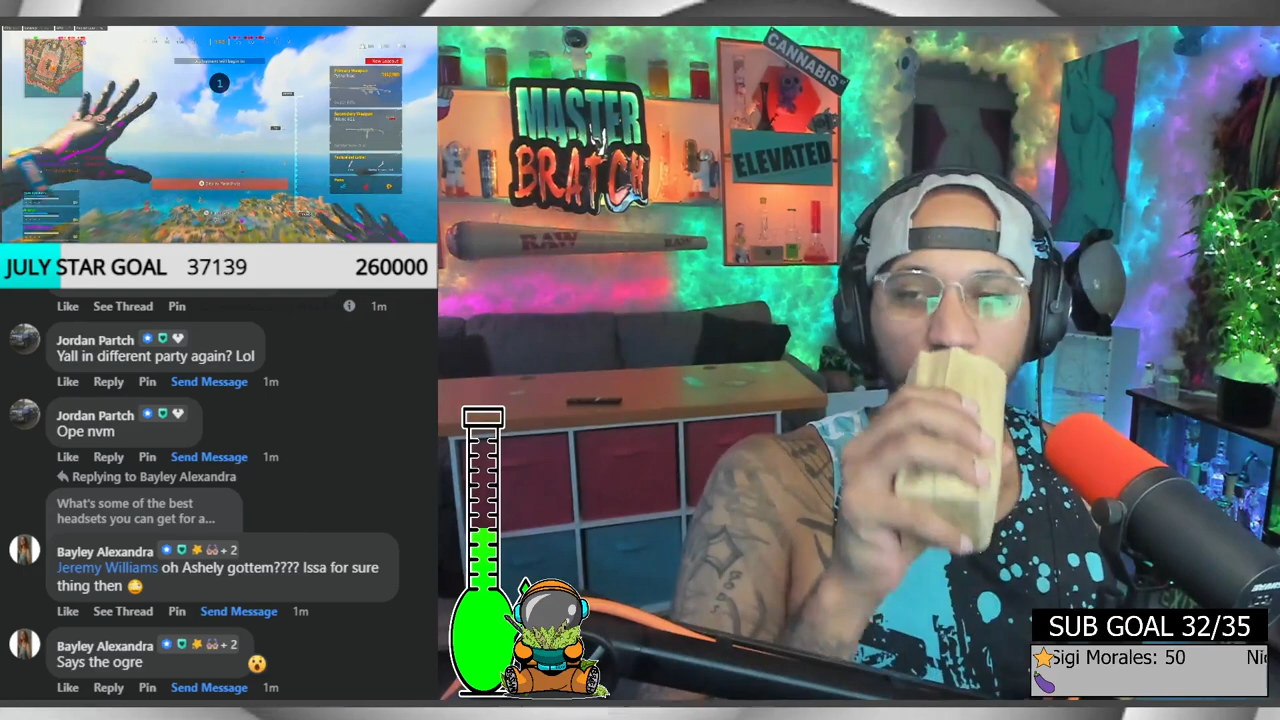 1
JULY STAR GOAL 37139 260000
Like See Thread Pin 1m
Jordan Partch
Yall in different party again? Lol
Like Reply Pin Send Message 1m
Jordan Partch
Ope nvm
Like Reply Pin Send Message 1m
Replying to Bayley Alexandra
What's some of the best
headsets you can get for a...
Bayley Alexandra + 2
Jeremy Williams oh Ashely gottem???? Issa for sure
thing then
Like See Thread Pin Send Message 1m
Bayley Alexandra + 2
Says the ogre
Like Reply Pin Send Message 1m
MASTER
BRATCH
RAW RAW
CANNABIS
ELEVATED
SUB GOAL 32/35
Sigi Morales: 50 Nic